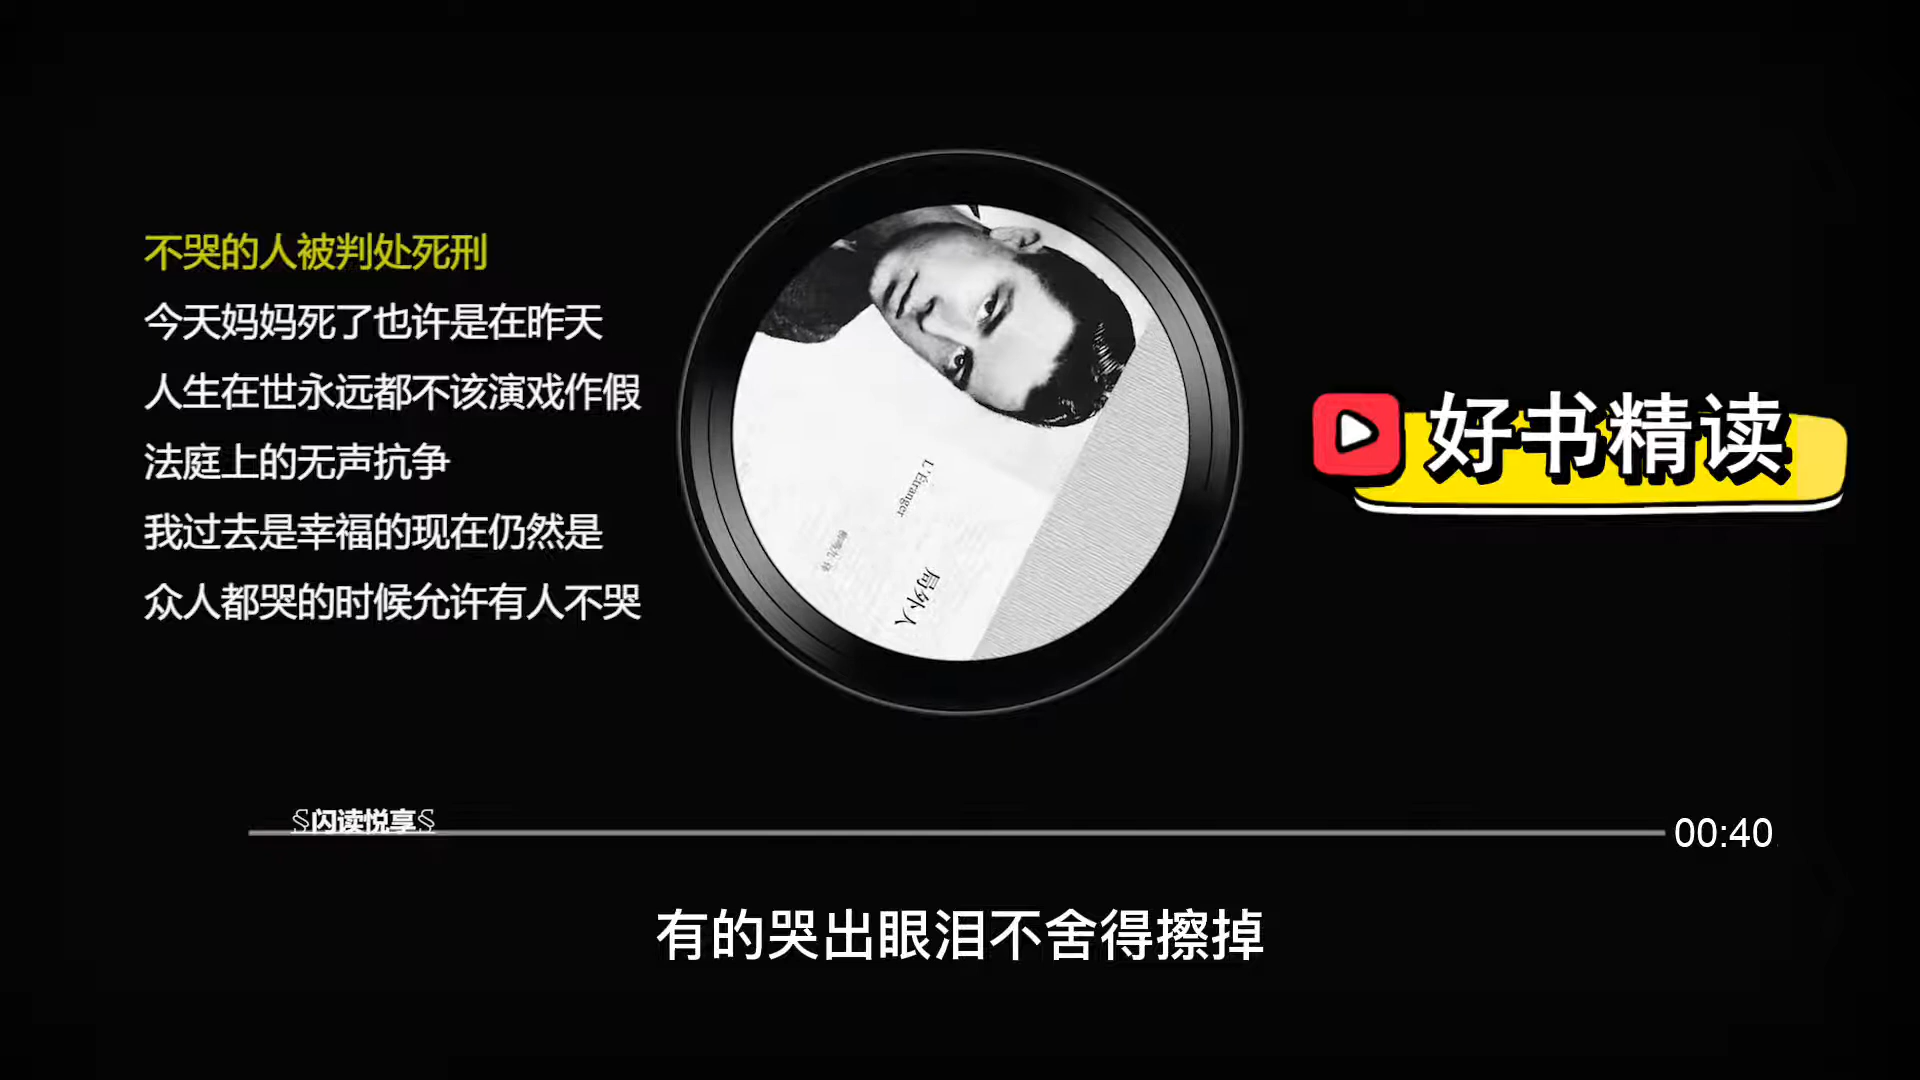 不哭的人被判处死刑
今天妈妈死了也许是在昨天
人生在世永远都不该演戏作假
法庭上的无声抗争
我过去是幸福的现在仍然是
众人都哭的时候允许有人不哭
L'Étranger
局外人
好书精读
§闪读悦享§
00:40
有的哭出眼泪不舍得擦掉